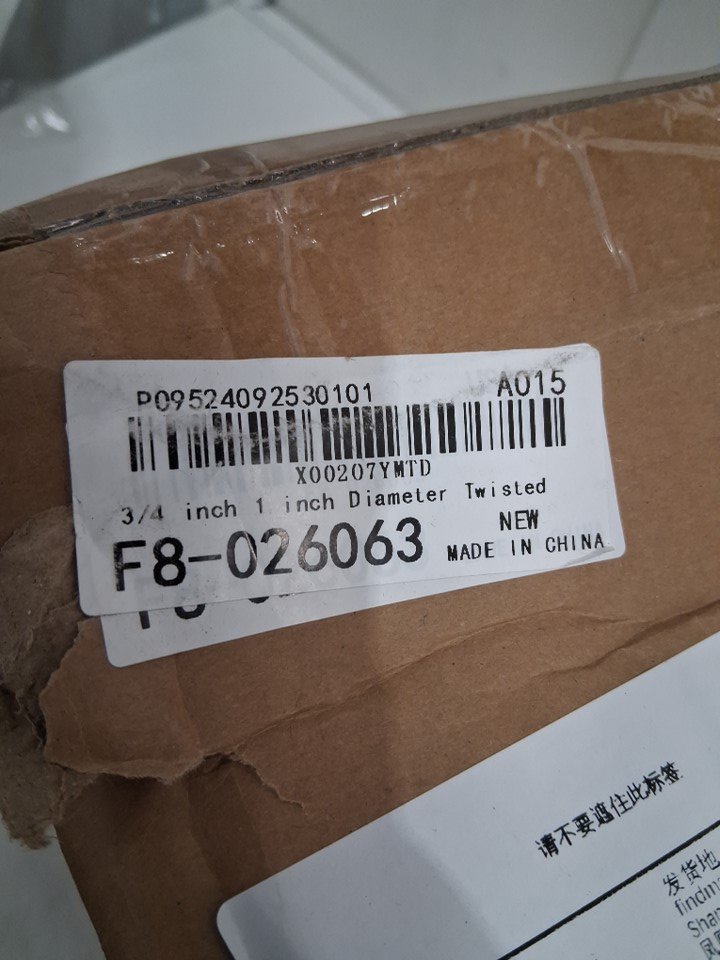 P09524092530101 A015
X00207YMTD
3/4 inch 1 inch Diameter Twisted
NEW
F8-026063 MADE IN CHINA
请不要遮住此标签
发货地